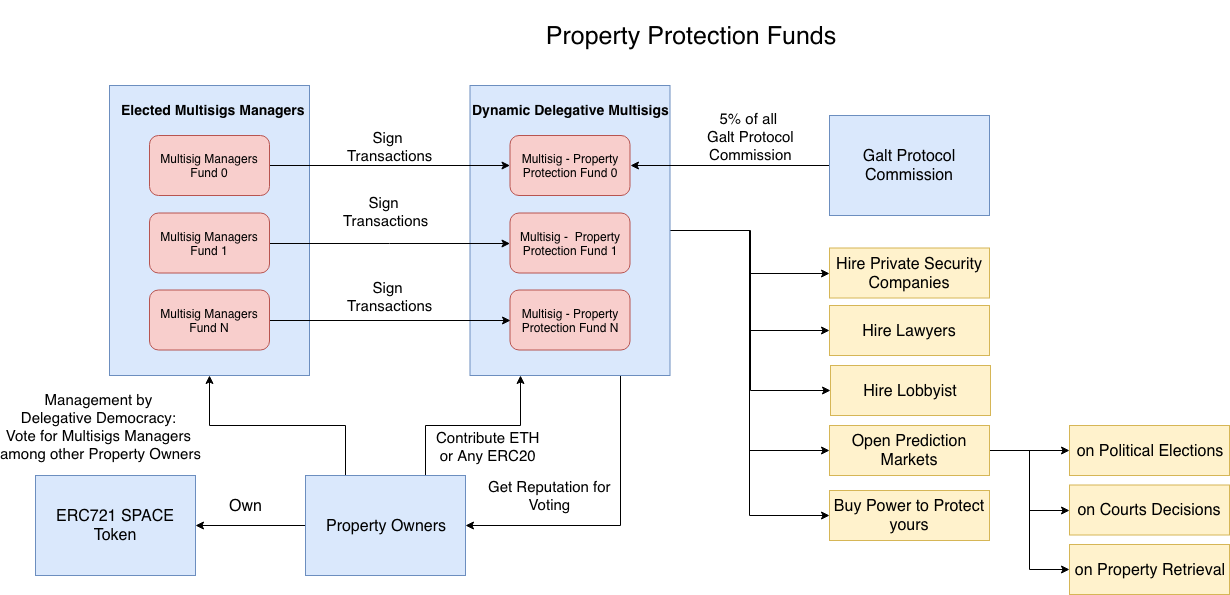 Property Protection Funds
Elected Multisigs Managers
Multisig Managers
Fund 0
Multisig Managers
Fund 1
Multisig Managers
Fund N
Sign
Transactions
Sign
Transactions
Sign
Transactions
Dynamic Delegative Multisigs
Multisig - Property
Protection Fund 0
Multisig -  Property
Protection Fund 1
Multisig - Property
Protection Fund N
5% of all
Galt Protocol
Commission
Galt Protocol
Commission
Hire Private Security
Companies
Hire Lawyers
Hire Lobbyist
Open Prediction
Markets
Buy Power to Protect
yours
on Political Elections
on Courts Decisions
on Property Retrieval
Management by
Delegative Democracy:
Vote for Multisigs Managers
among other Property Owners
Contribute ETH
or Any ERC20
Get Reputation for
Voting
ERC721 SPACE
Token
Own
Property Owners